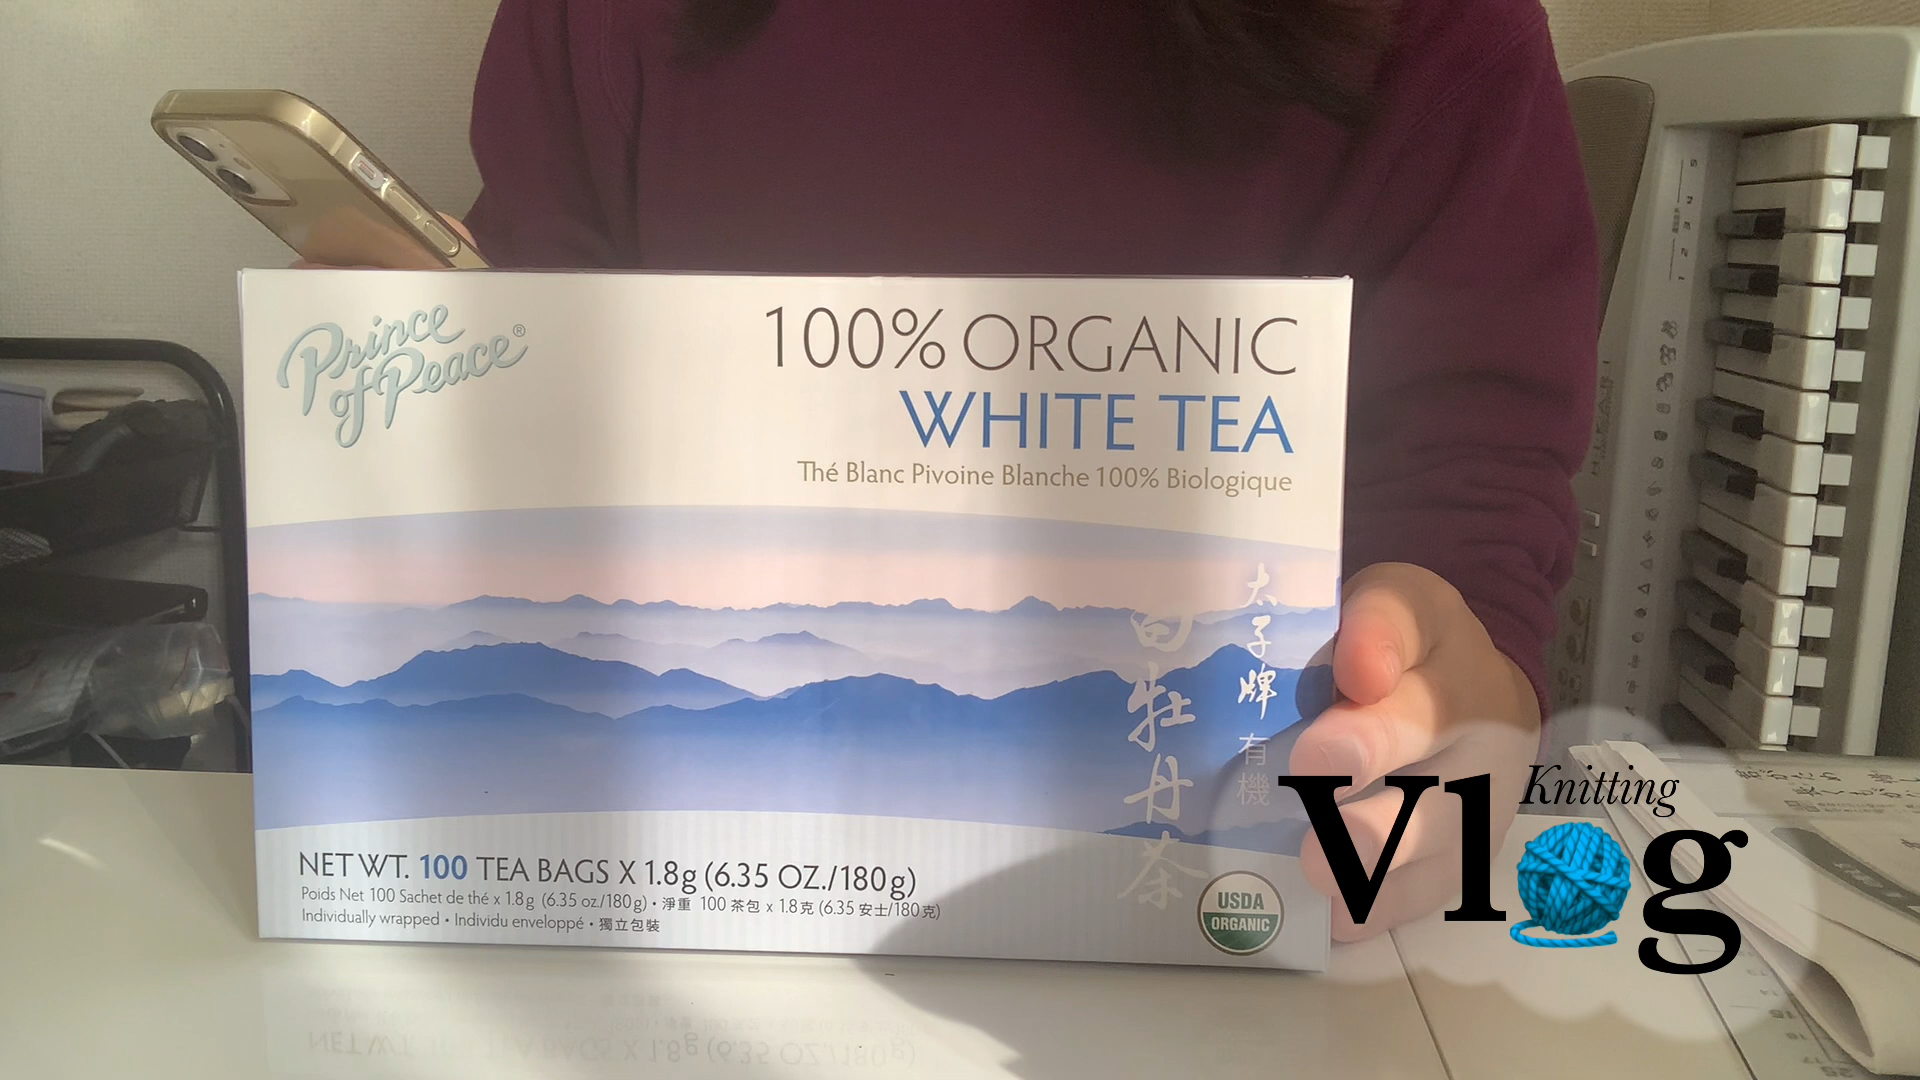 Prince
of Peace®
100% ORGANIC
WHITE TEA
Thé Blanc Pivoine Blanche 100% Biologique
太子牌 有機
白牡丹茶
NET WT. 100 TEA BAGS X 1.8g (6.35 OZ./180g)
Poids Net 100 Sachet de thé x 1.8g (6.35 oz./180g) • 淨重 100 茶包 x 1.8克 (6.35 安士/180克)
Individually wrapped • Individu enveloppé • 獨立包裝
USDA
ORGANIC
Knitting
Vlog